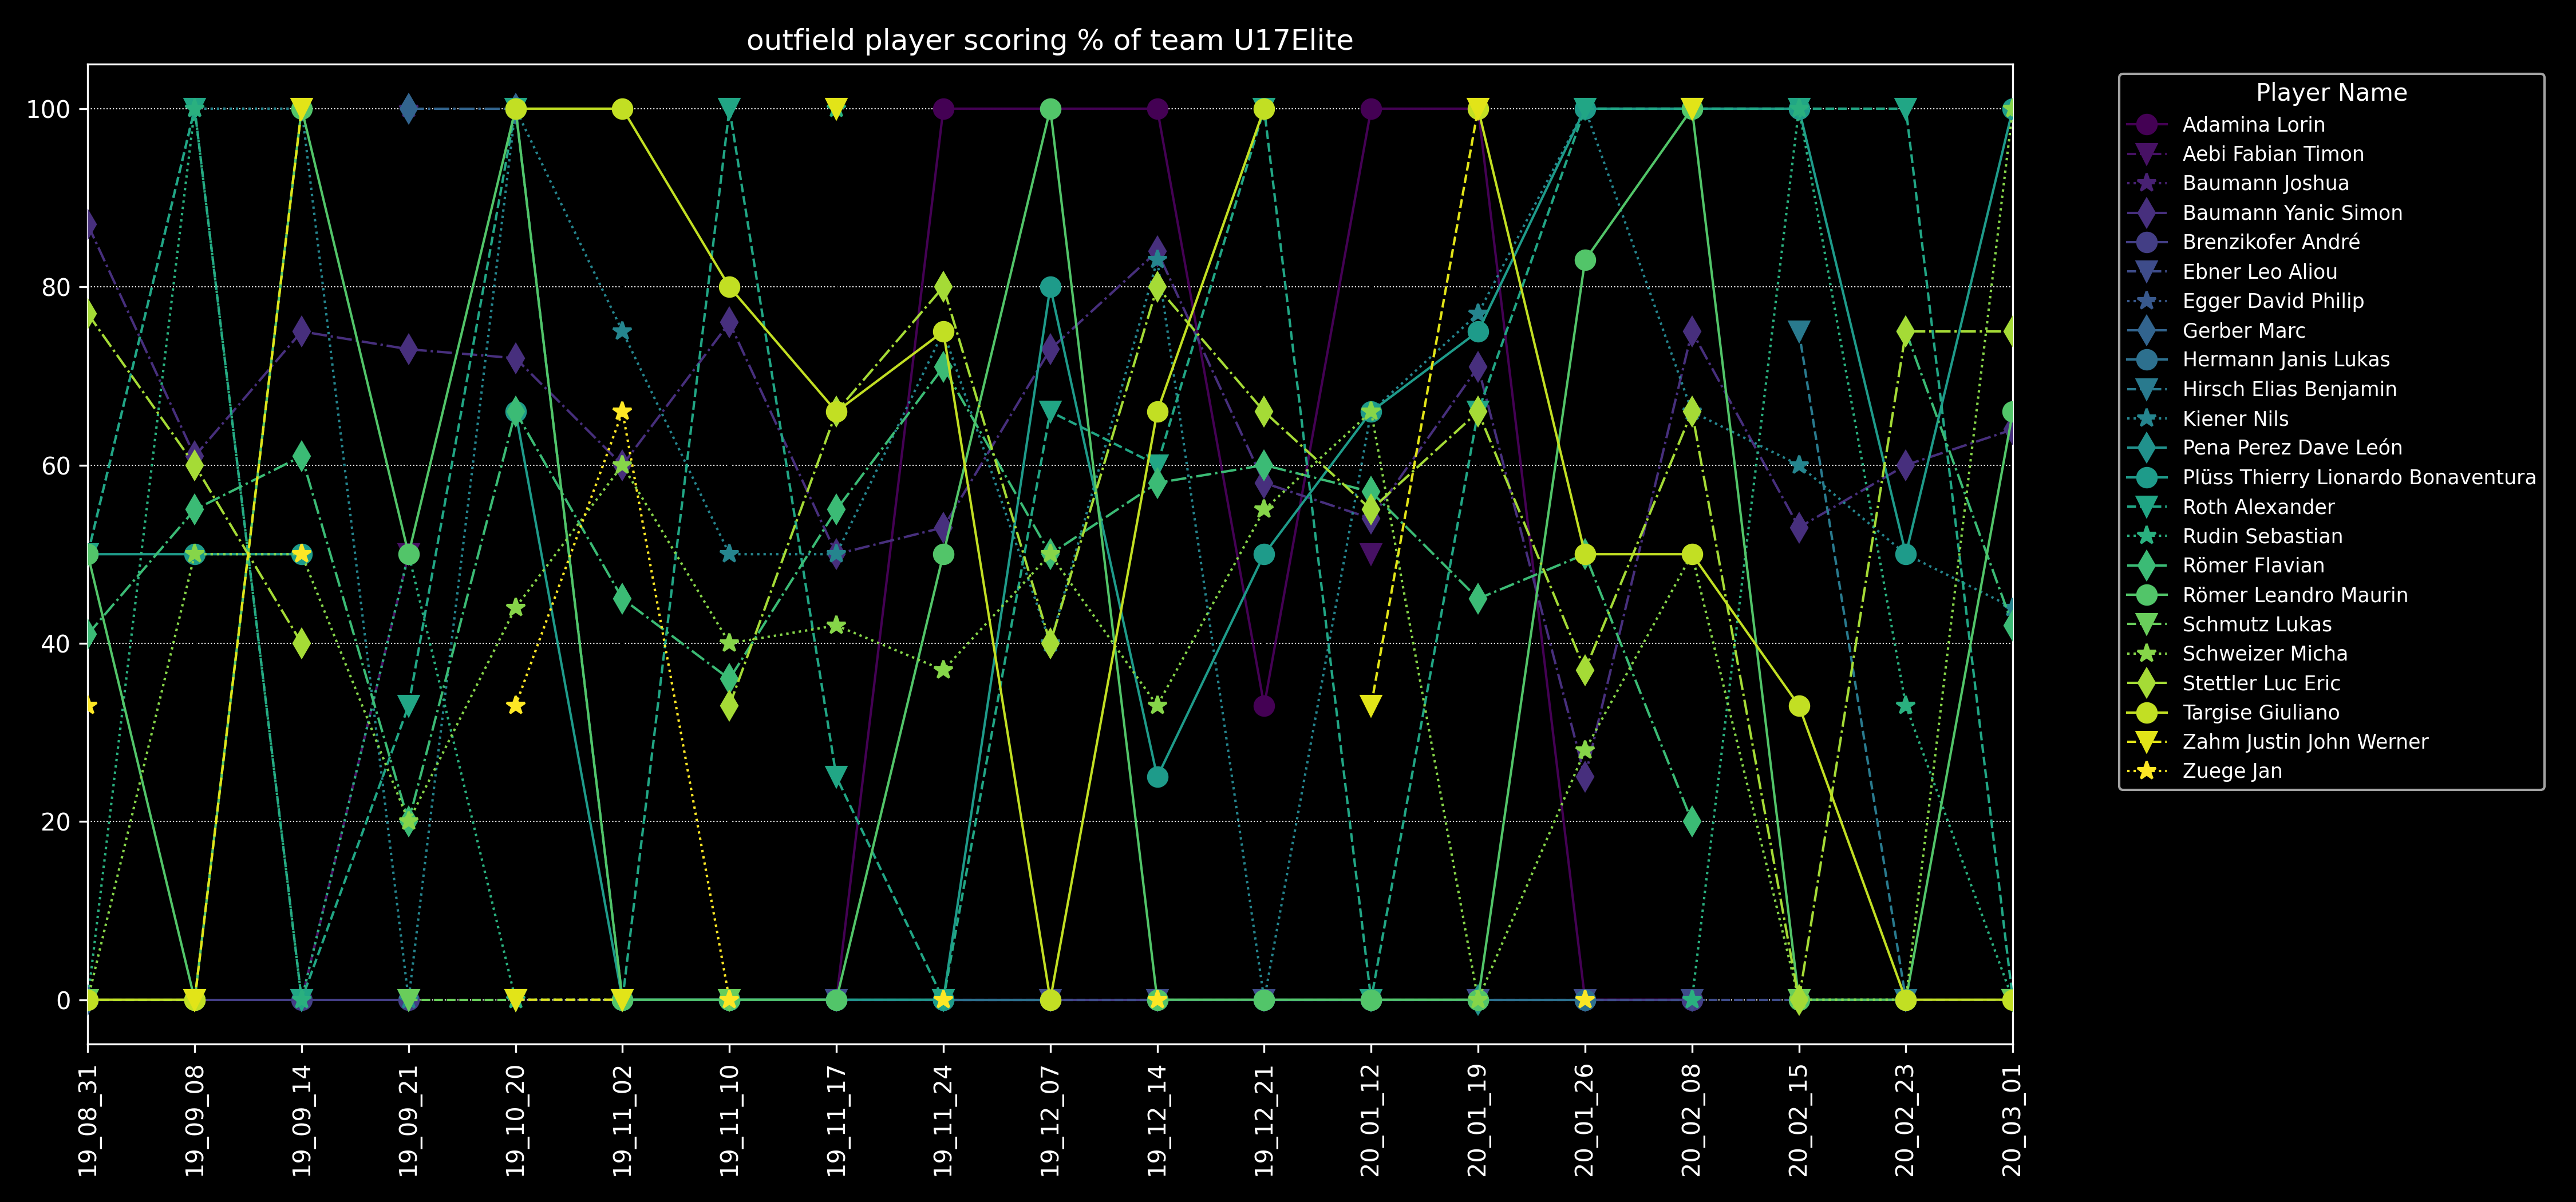 outfield player scoring % of team U17Elite
100
80
60
40
20
0
19_08_31
19_09_08
19_09_14
19_09_21
19_10_20
19_11_02
19_11_10
19_11_17
19_11_24
19_12_07
19_12_14
19_12_21
20_01_12
20_01_19
20_01_26
20_02_08
20_02_15
20_02_23
20_03_01
Player Name
Adamina Lorin
Aebi Fabian Timon
Baumann Joshua
Baumann Yanic Simon
Brenzikofer André
Ebner Leo Aliou
Egger David Philip
Gerber Marc
Hermann Janis Lukas
Hirsch Elias Benjamin
Kiener Nils
Pena Perez Dave León
Plüss Thierry Lionardo Bonaventura
Roth Alexander
Rudin Sebastian
Römer Flavian
Römer Leandro Maurin
Schmutz Lukas
Schweizer Micha
Stettler Luc Eric
Targise Giuliano
Zahm Justin John Werner
Zuege Jan